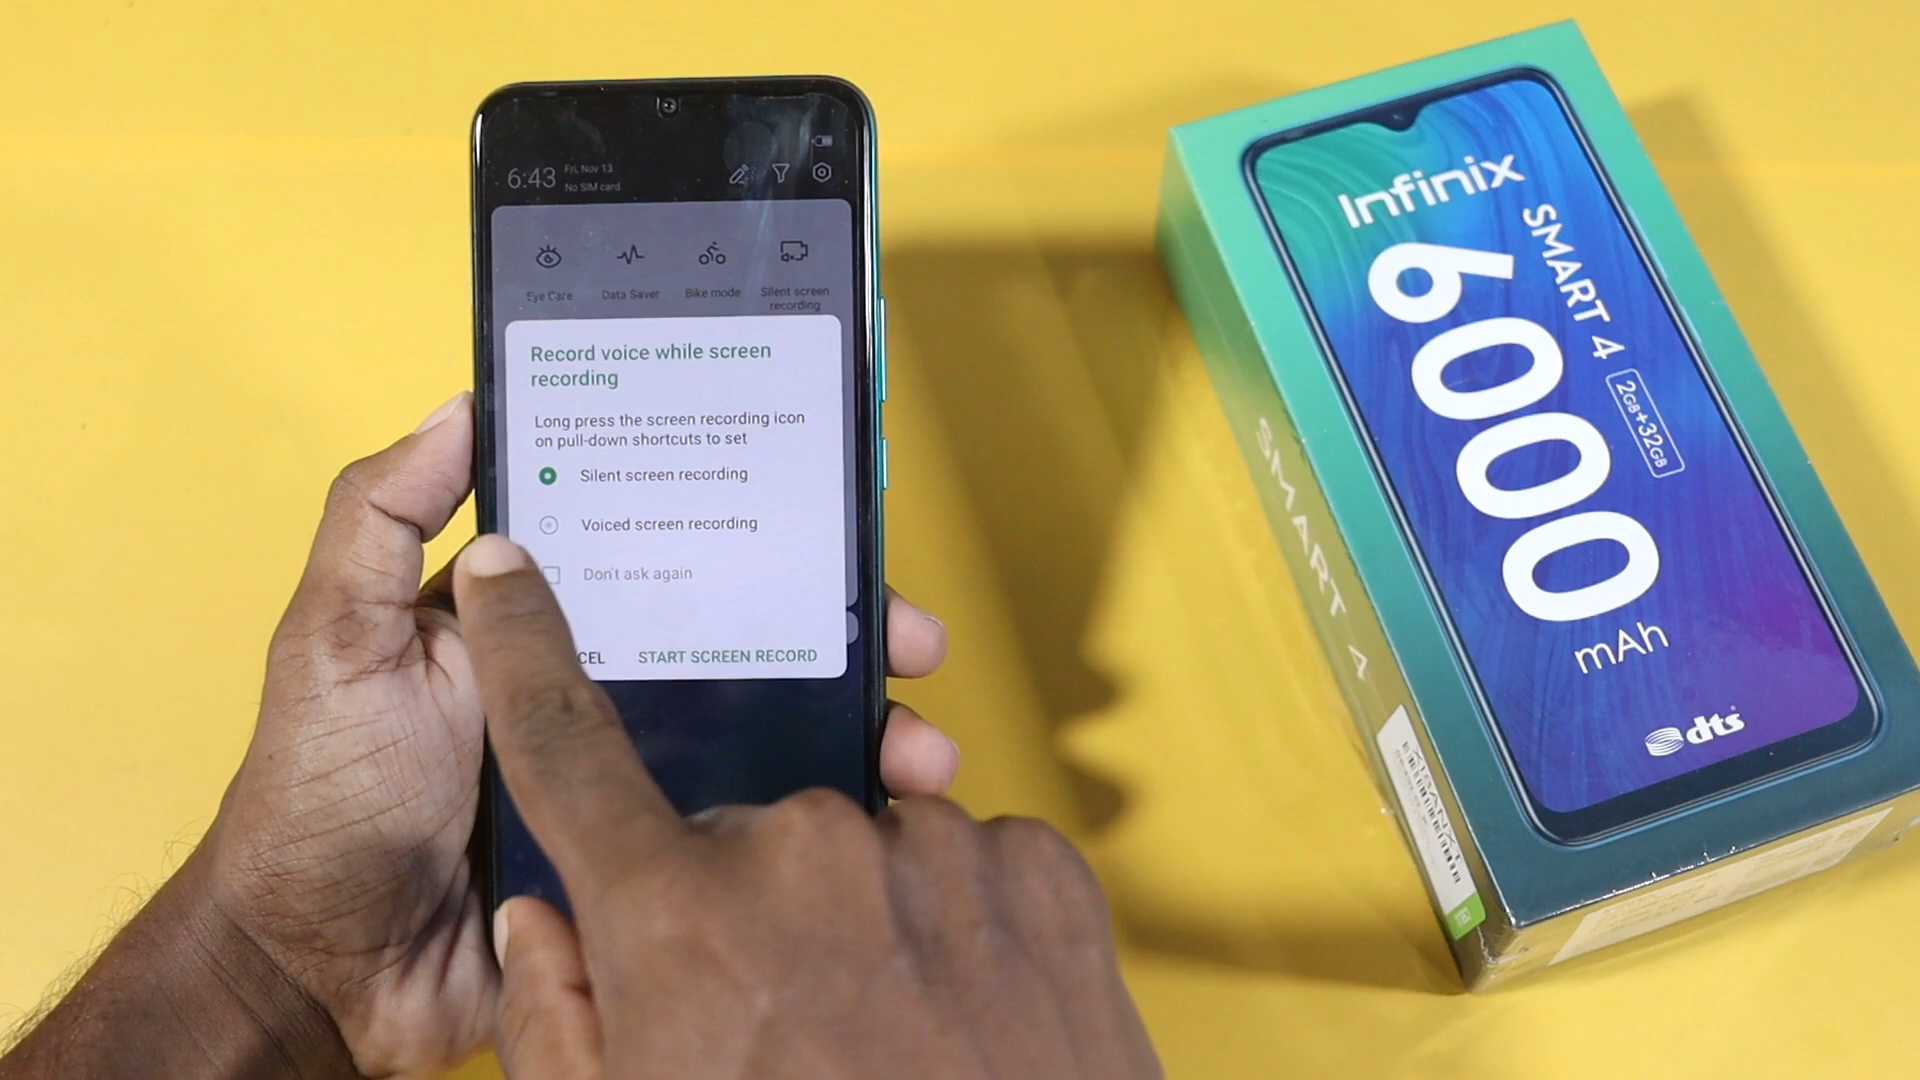 6:43
Fri, Nov 13
No SIM card
Eye Care
Data Saver
Bike mode
Silent screen
recording
Record voice while screen
recording
Long press the screen recording icon
on pull-down shortcuts to set
Silent screen recording
Voiced screen recording
Don't ask again
CEL
START SCREEN RECORD
Infinix
SMART 4
2GB+32GB
6000
mAh
dts
SMART 4